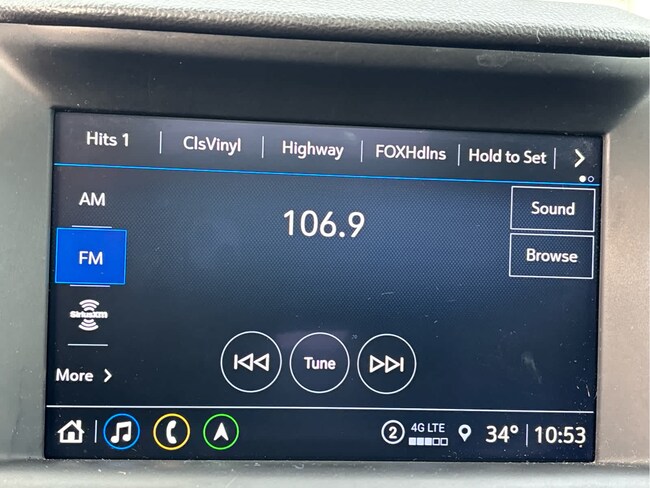 Hits 1 ClsVinyl Highway FOXHdlns Hold to Set
AM
106.9
Sound
FM
Browse
SiriusXM
More
Tune
2 4G LTE 34° 10:53